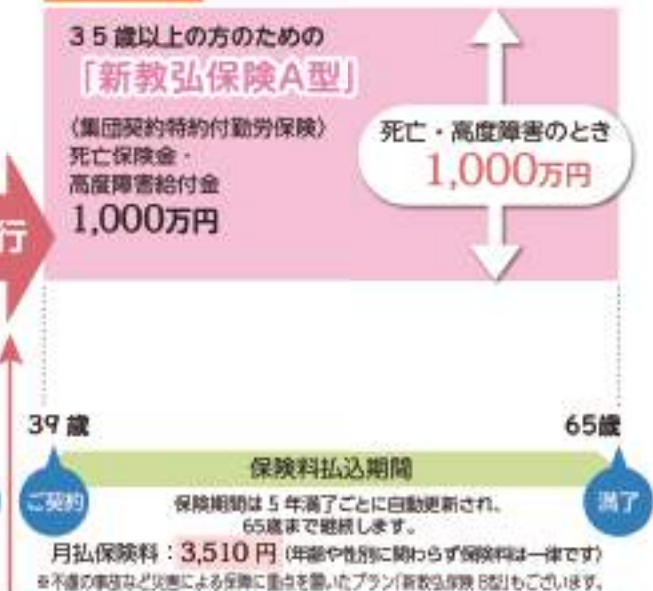 35歳以上の方のための
「新教弘保険A型」
(集団契約特約付勤労保険)
死亡保険金・
高度障害給付金
1,000万円
死亡・高度障害のとき
1,000万円
行
39歳
65歳
保険料払込期間
ご契約
満了
保険期間は5年満了ごとに自動更新され、
65歳まで継続します。
月払保険料：3,510円(年齢や性別に関わらず保険料は一律です)
※不慮の事故など災害による保障に重点を置いたプラン「新教弘保険B型」もございます。